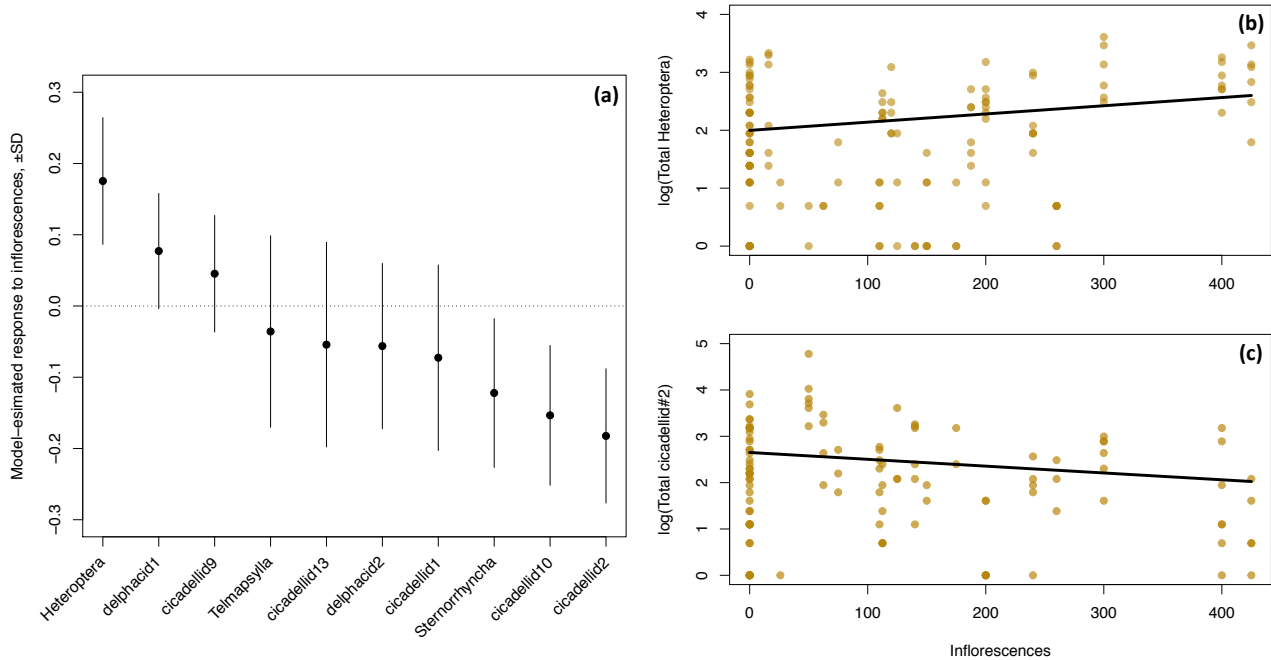 (a)
Model−estimated response to inflorescences, ±SD
0.3
0.2
0.1
0.0
−0.1
−0.2
−0.3
Heteroptera
delphacid1
cicadellid9
Telmapsylla
cicadellid13
delphacid2
cicadellid1
Sternorrhyncha
cicadellid10
cicadellid2
(b)
log(Total Heteroptera)
4
3
2
1
0
0 100 200 300 400
(c)
log(Total cicadellid#2)
5
4
3
2
1
0
0 100 200 300 400
Inflorescences